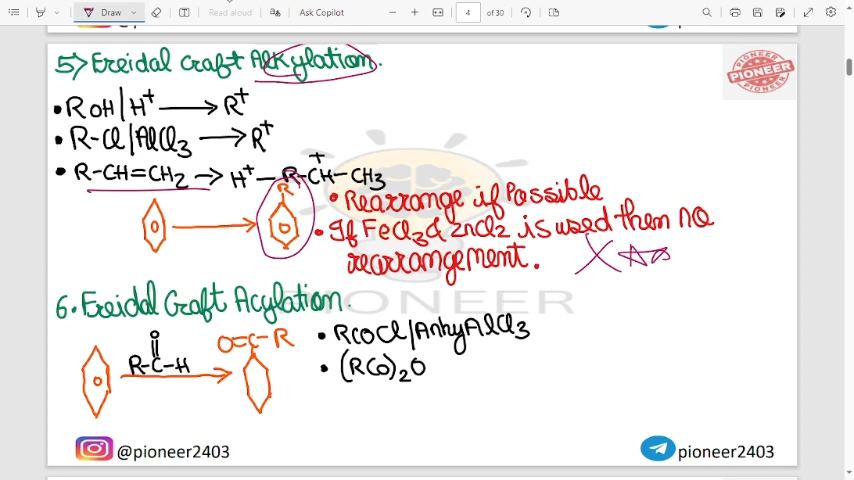 Draw
Read aloud
Ask Copilot
4
of 30
5> Freidal Craft Alkylation.
PIONEER
• ROH/H+ → R+
• R-Cl/AlCl3 → R+
• R-CH=CH2 → H+ — R-CH-CH3
+
R
• Rearrange if Possible
• If FeCl3 & ZnCl2 is used then no
rearrangement.
PIONEER
6. Freidal Craft Acylation.
O
R-C-H
O=C-R
• RCOCl/Anhy AlCl3
• (RCO)2O
@pioneer2403
pioneer2403